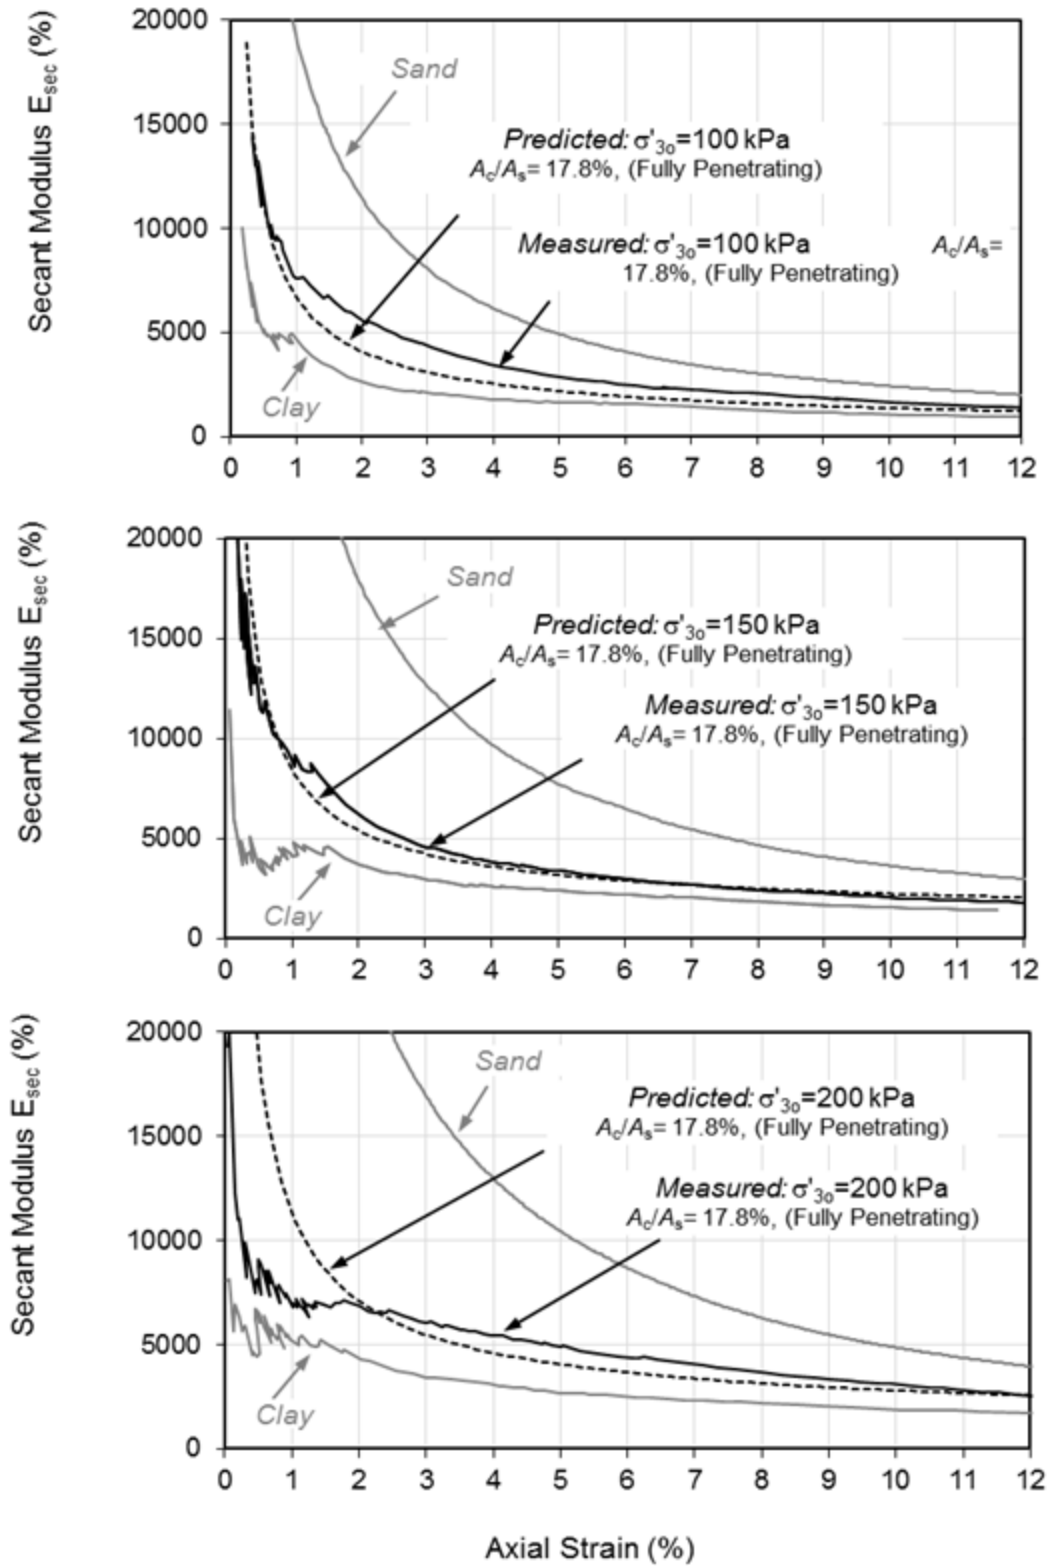 Secant Modulus Esec (%)
20000
15000
10000
5000
0
Sand
Predicted: σ'3o=100 kPa
Ac/As= 17.8%, (Fully Penetrating)
Measured: σ'3o=100 kPa Ac/As=
17.8%, (Fully Penetrating)
Clay
0 1 2 3 4 5 6 7 8 9 10 11 12
Secant Modulus Esec (%)
20000
15000
10000
5000
0
Sand
Predicted: σ'3o=150 kPa
Ac/As= 17.8%, (Fully Penetrating)
Measured: σ'3o=150 kPa
Ac/As= 17.8%, (Fully Penetrating)
Clay
0 1 2 3 4 5 6 7 8 9 10 11 12
Secant Modulus Esec (%)
20000
15000
10000
5000
0
Sand
Predicted: σ'3o=200 kPa
Ac/As= 17.8%, (Fully Penetrating)
Measured: σ'3o=200 kPa
Ac/As= 17.8%, (Fully Penetrating)
Clay
0 1 2 3 4 5 6 7 8 9 10 11 12
Axial Strain (%)